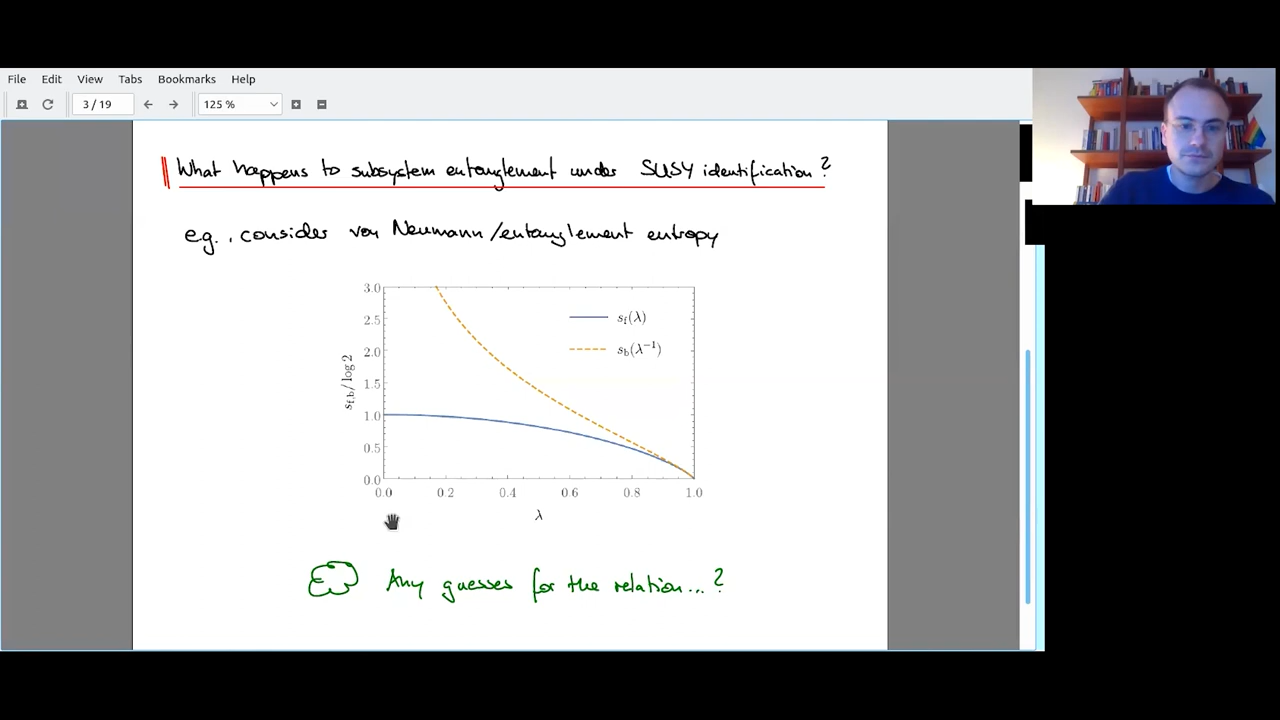 File Edit View Tabs Bookmarks Help
3 / 19 125 %
What happens to subsystem entanglement under SUSY identification?
e.g., consider von Neumann/entanglement entropy
3.0
2.5
2.0
1.5
1.0
0.5
0.0
s_{f,b}/log 2
s_f(λ)
s_b(λ⁻¹)
0.0 0.2 0.4 0.6 0.8 1.0
λ
Any guesses for the relation...?